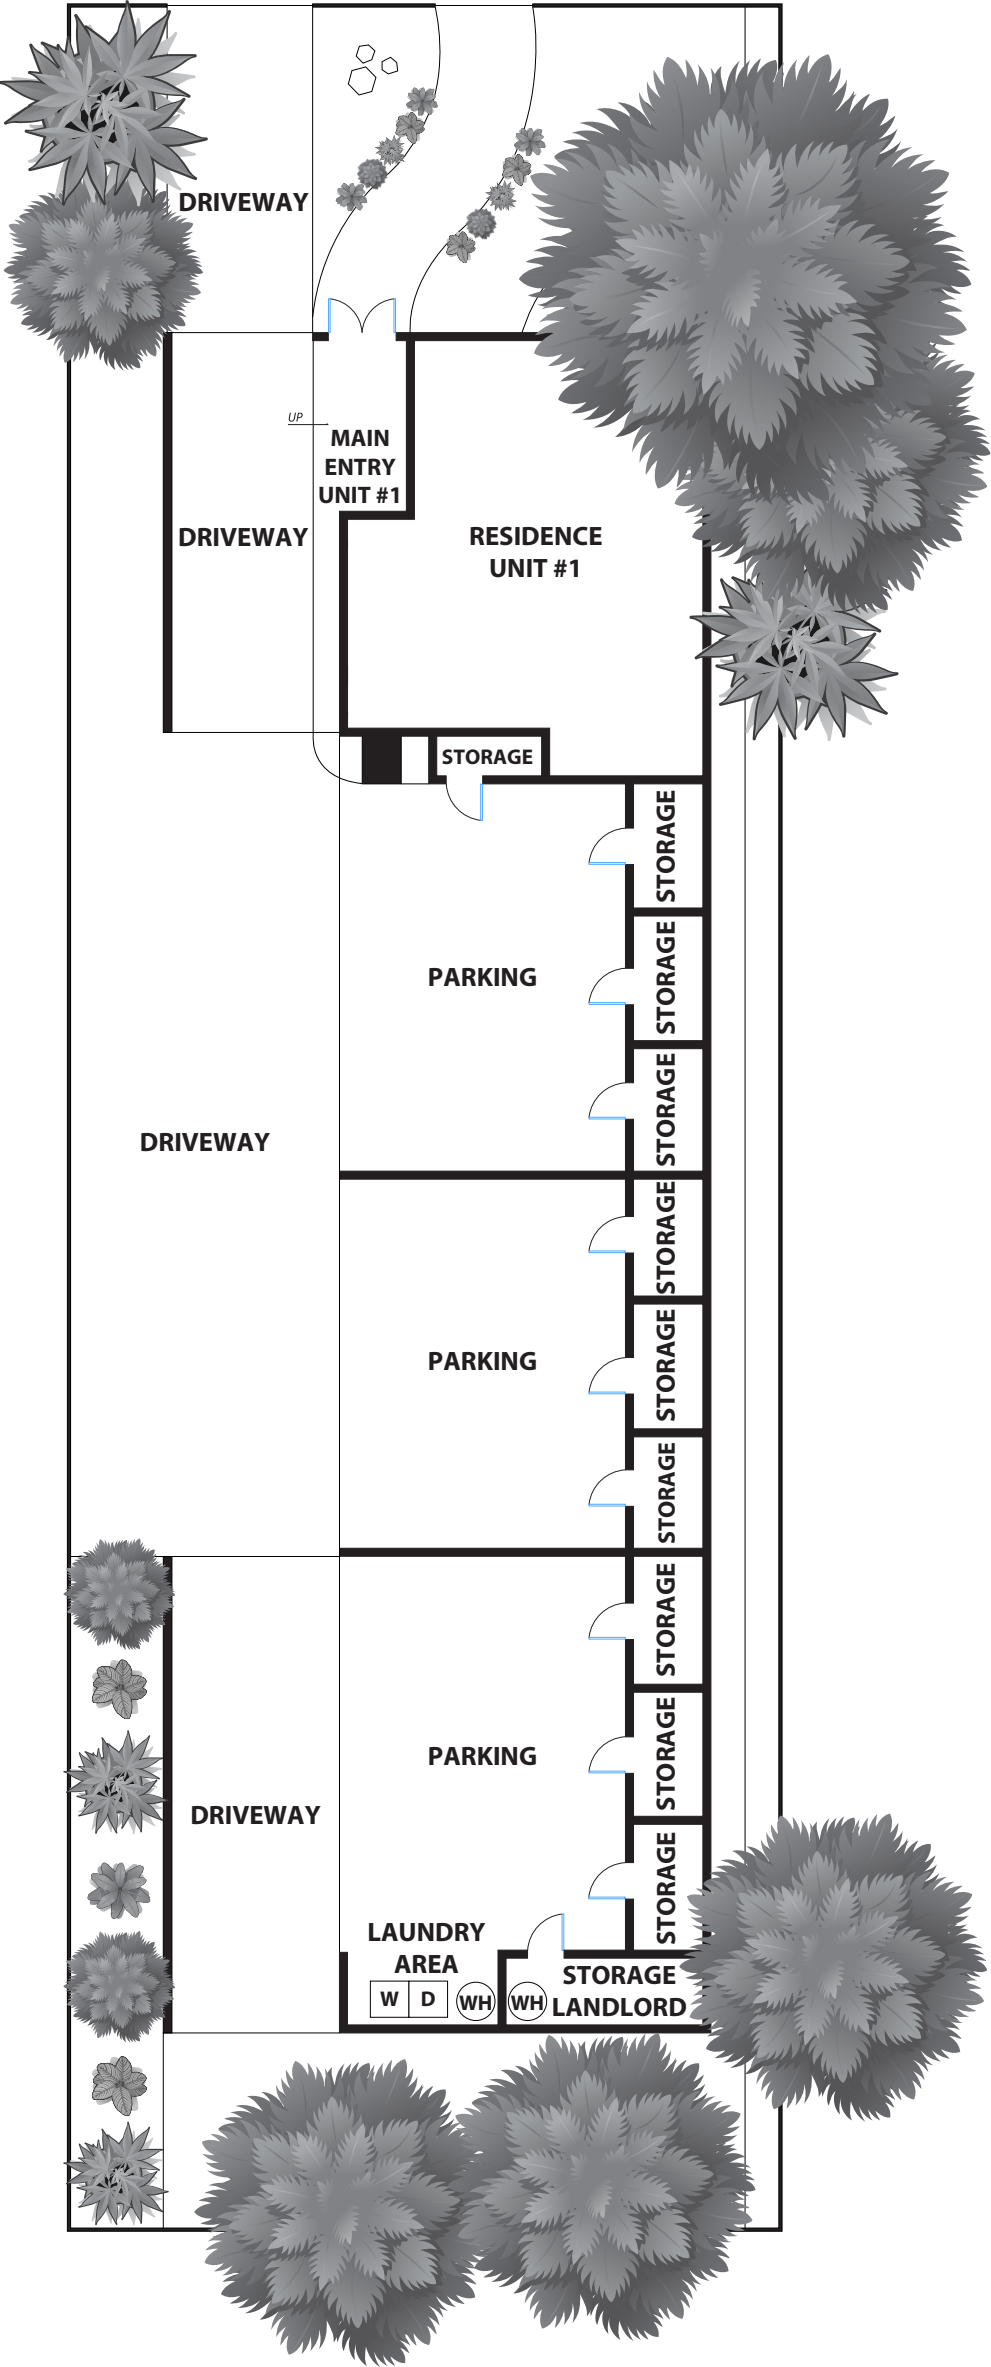 DRIVEWAY
UP
MAIN
ENTRY
UNIT #1
DRIVEWAY
RESIDENCE
UNIT #1
STORAGE
STORAGE
STORAGE
PARKING
STORAGE
DRIVEWAY
STORAGE
STORAGE
PARKING
STORAGE
STORAGE
STORAGE
PARKING
DRIVEWAY
STORAGE
LAUNDRY
AREA
W D WH
WH STORAGE
LANDLORD